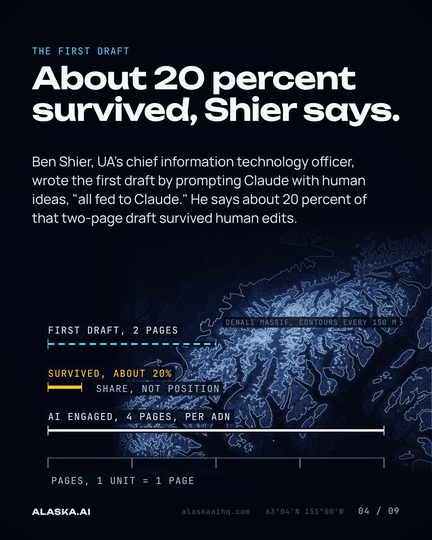 THE FIRST DRAFT
About 20 percent
survived, Shier says.
Ben Shier, UA's chief information technology officer,
wrote the first draft by prompting Claude with human
ideas, "all fed to Claude." He says about 20 percent of
that two-page draft survived human edits.
DENALI MASSIF, CONTOURS EVERY 150 M
FIRST DRAFT, 2 PAGES
SURVIVED, ABOUT 20%
SHARE, NOT POSITION
AI ENGAGED, 4 PAGES, PER ADN
PAGES, 1 UNIT = 1 PAGE
ALASKA.AI
alaskaaihq.com
63°04'N 151°00'W
04 / 09